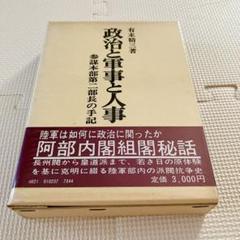 有末精三著
政治と軍事と人事
参謀本部第二部長の手記
陸軍は如何に政治に関ったか
阿部内閣組閣秘話
長州閥から皇道派まで、若き日の原体験
を基に克明に綴る陸軍部内の派閥抗争史
0021 010237 7044
定価 3,000円